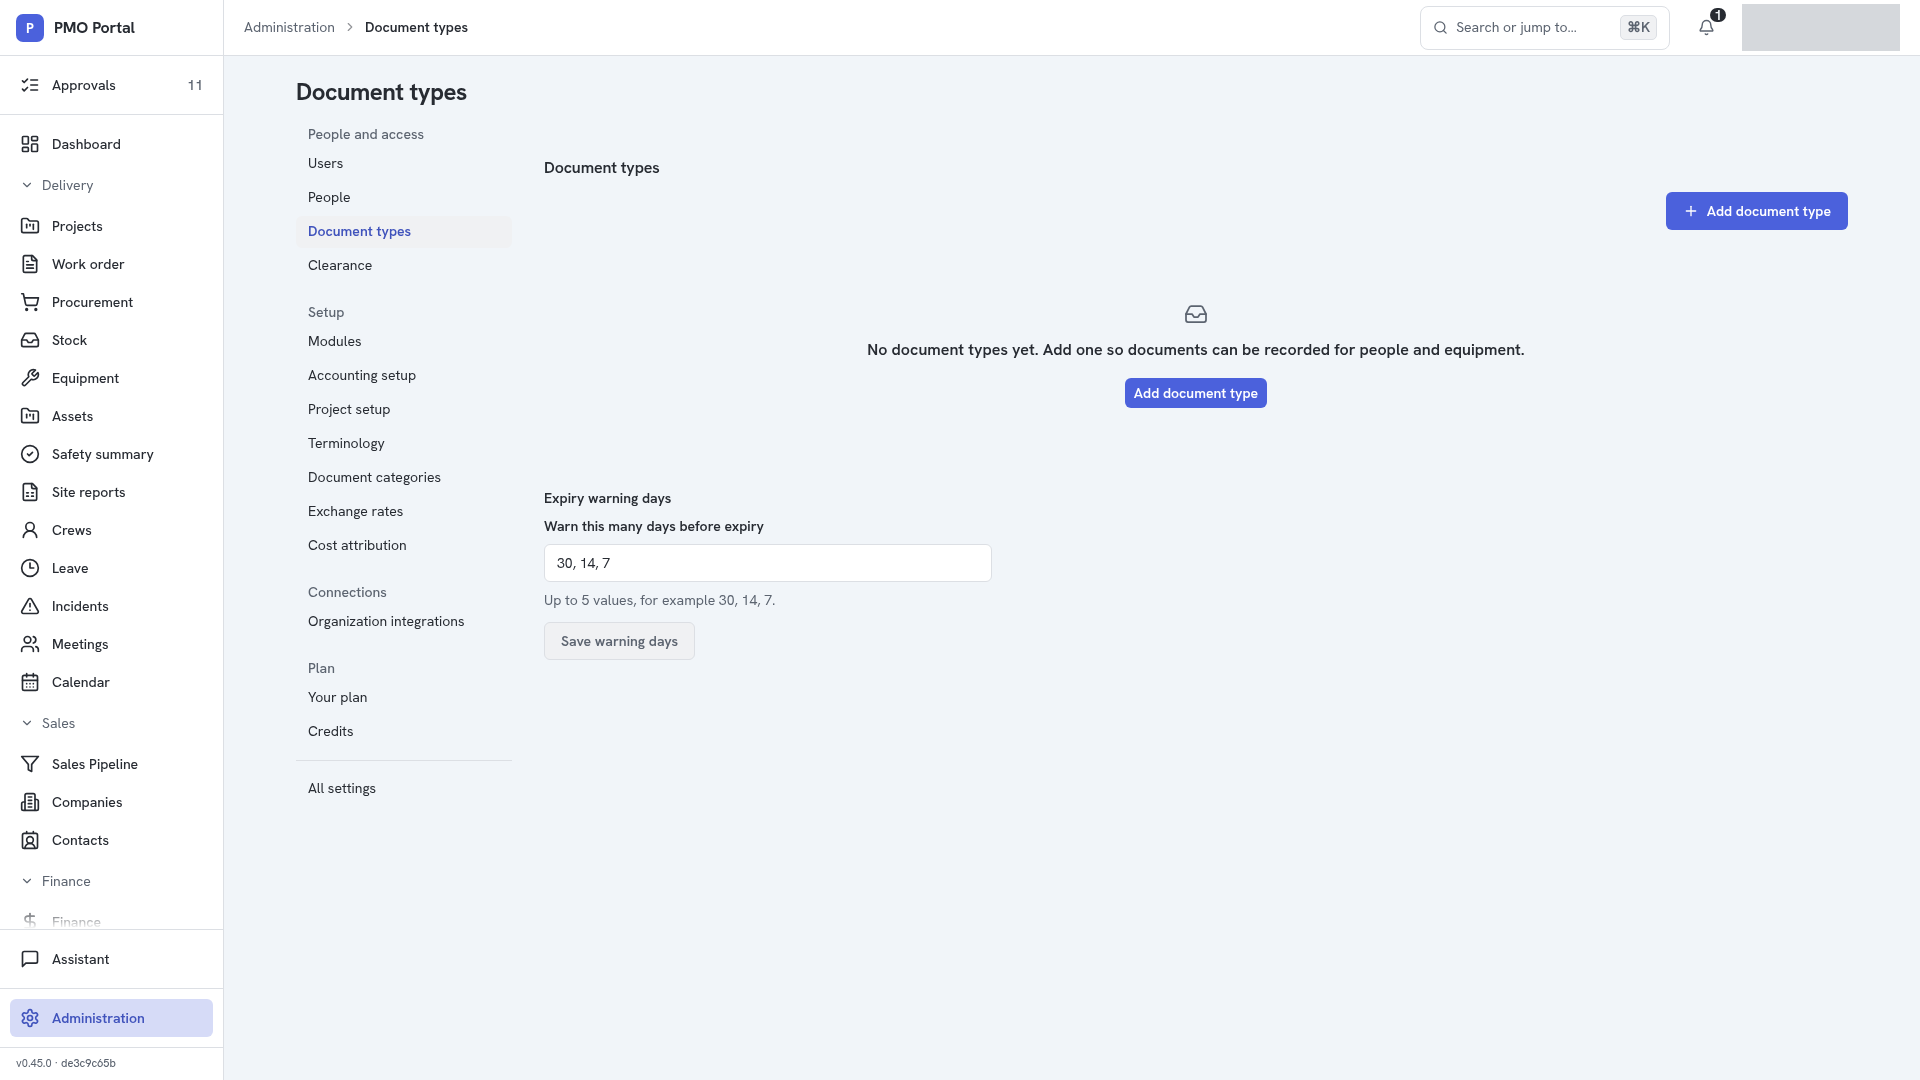 P
PMO Portal
Administration
Document types
Search or jump to...
⌘K
1
Approvals
11
Dashboard
Delivery
Projects
Work order
Procurement
Stock
Equipment
Assets
Safety summary
Site reports
Crews
Leave
Incidents
Meetings
Calendar
Sales
Sales Pipeline
Companies
Contacts
Finance
Finance
Assistant
Administration
v0.45.0 · de3c9c65b
Document types
People and access
Users
People
Document types
Clearance
Setup
Modules
Accounting setup
Project setup
Terminology
Document categories
Exchange rates
Cost attribution
Connections
Organization integrations
Plan
Your plan
Credits
All settings
Document types
Add document type
No document types yet. Add one so documents can be recorded for people and equipment.
Add document type
Expiry warning days
Warn this many days before expiry
30, 14, 7
Up to 5 values, for example 30, 14, 7.
Save warning days